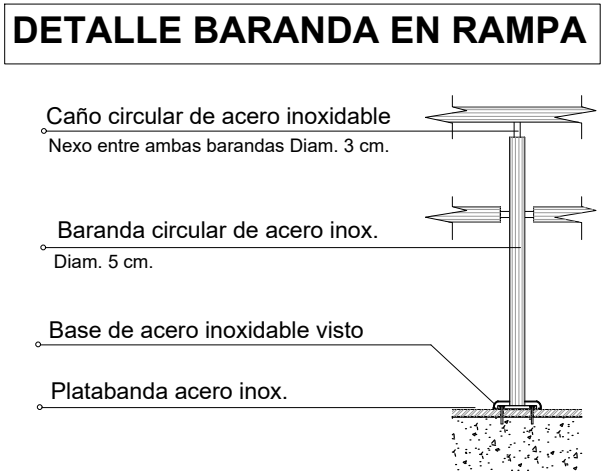 DETALLE BARANDA EN RAMPA
Caño circular de acero inoxidable
Nexo entre ambas barandas Diam. 3 cm.
Baranda circular de acero inox.
Diam. 5 cm.
Base de acero inoxidable visto
Platabanda acero inox.